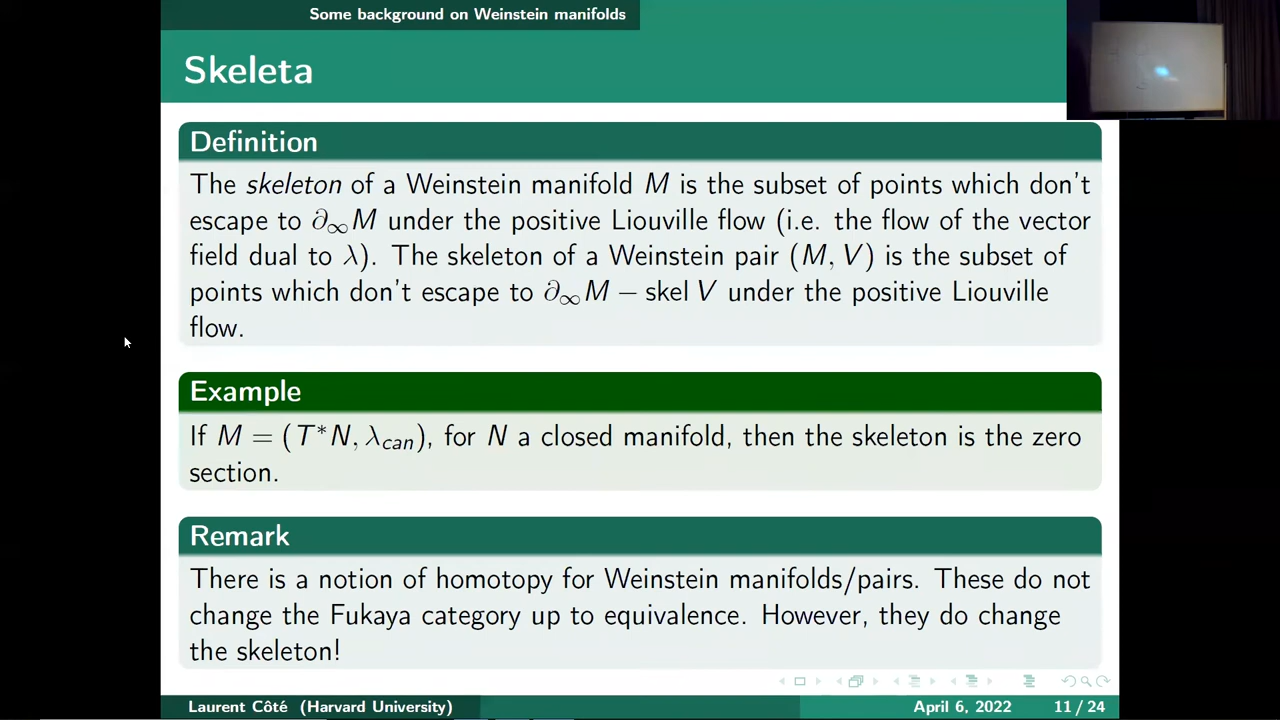 Some background on Weinstein manifolds
Skeleta
Definition
The skeleton of a Weinstein manifold M is the subset of points which don't
escape to ∂∞M under the positive Liouville flow (i.e. the flow of the vector
field dual to λ). The skeleton of a Weinstein pair (M, V) is the subset of
points which don't escape to ∂∞M − skel V under the positive Liouville
flow.
Example
If M = (T*N, λcan), for N a closed manifold, then the skeleton is the zero
section.
Remark
There is a notion of homotopy for Weinstein manifolds/pairs. These do not
change the Fukaya category up to equivalence. However, they do change
the skeleton!
Laurent Côté (Harvard University) April 6, 2022 11 / 24